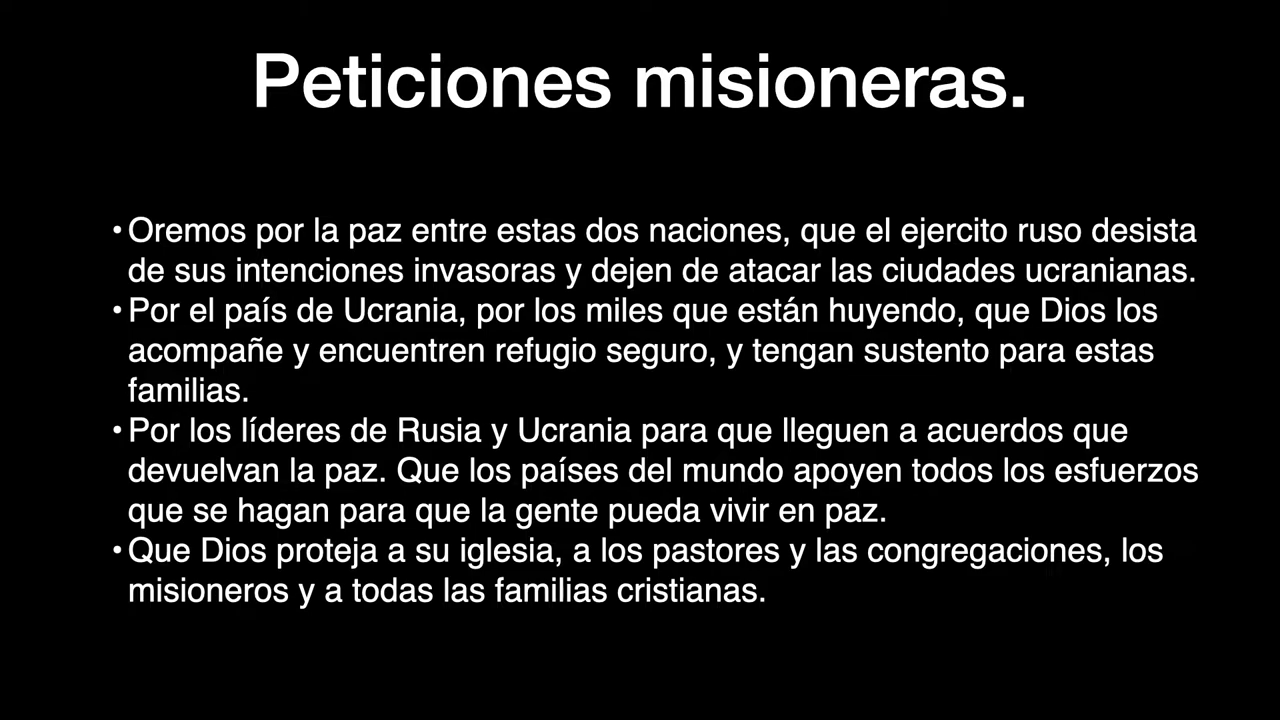 Peticiones misioneras.
•Oremos por la paz entre estas dos naciones, que el ejercito ruso desista
de sus intenciones invasoras y dejen de atacar las ciudades ucranianas.
•Por el país de Ucrania, por los miles que están huyendo, que Dios los
acompañe y encuentren refugio seguro, y tengan sustento para estas
familias.
•Por los líderes de Rusia y Ucrania para que lleguen a acuerdos que
devuelvan la paz. Que los países del mundo apoyen todos los esfuerzos
que se hagan para que la gente pueda vivir en paz.
•Que Dios proteja a su iglesia, a los pastores y las congregaciones, los
misioneros y a todas las familias cristianas.